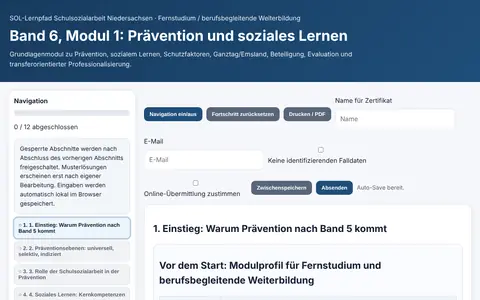 SOL-Lernpfad Schulsozialarbeit Niedersachsen · Fernstudium / berufsbegleitende Weiterbildung
Band 6, Modul 1: Prävention und soziales Lernen
Grundlagenmodul zu Prävention, sozialem Lernen, Schutzfaktoren, Ganztag/Emsland, Beteiligung, Evaluation und
transferorientierter Professionalisierung.
Navigation
0 / 12 abgeschlossen
Gesperrte Abschnitte werden nach
Abschluss des vorherigen Abschnitts
freigeschaltet. Musterlösungen
erscheinen erst nach eigener
Bearbeitung. Eingaben werden
automatisch lokal im Browser
gespeichert.
1. 1. Einstieg: Warum Prävention nach
Band 5 kommt
2. 2. Präventionsebenen: universell,
selektiv, indiziert
3. 3. Rolle der Schulsozialarbeit in der
Prävention
4. 4. Soziales Lernen: Kernkompetenzen
Navigation ein/aus
Fortschritt zurücksetzen
Drucken / PDF
Name für Zertifikat
Name
E-Mail
E-Mail
Keine identifizierenden Falldaten
Online-Übermittlung zustimmen
Zwischenspeichern
Absenden
Auto-Save bereit.
1. Einstieg: Warum Prävention nach Band 5 kommt
Vor dem Start: Modulprofil für Fernstudium und
berufsbegleitende Weiterbildung